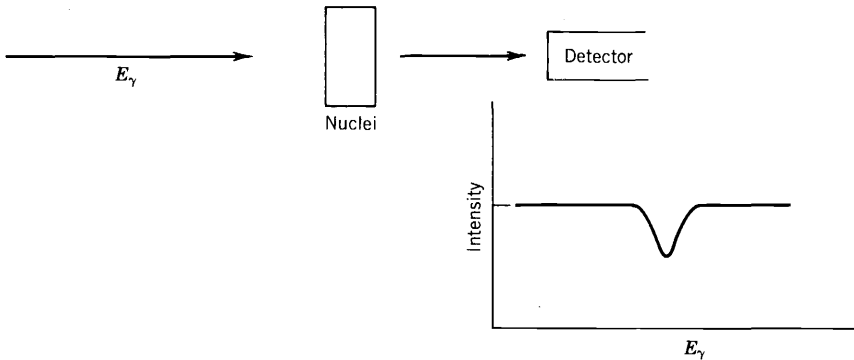 E_γ
Nuclei
Detector
Intensity
E_γ